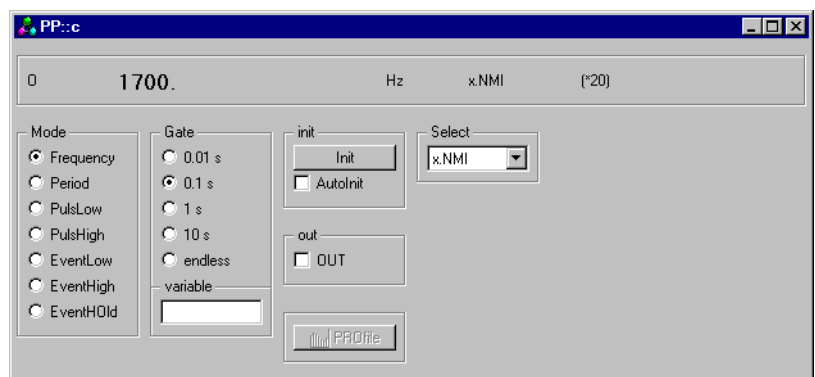 PP::c
O 1700. Hz x.NMI (*20)
Mode
Frequency
Period
PulsLow
PulsHigh
EventLow
EventHigh
EventHOld
Gate
0.01 s
0.1 s
1 s
10 s
endless
variable
init
Init
AutoInit
out
OUT
PROfile
Select
x.NMI